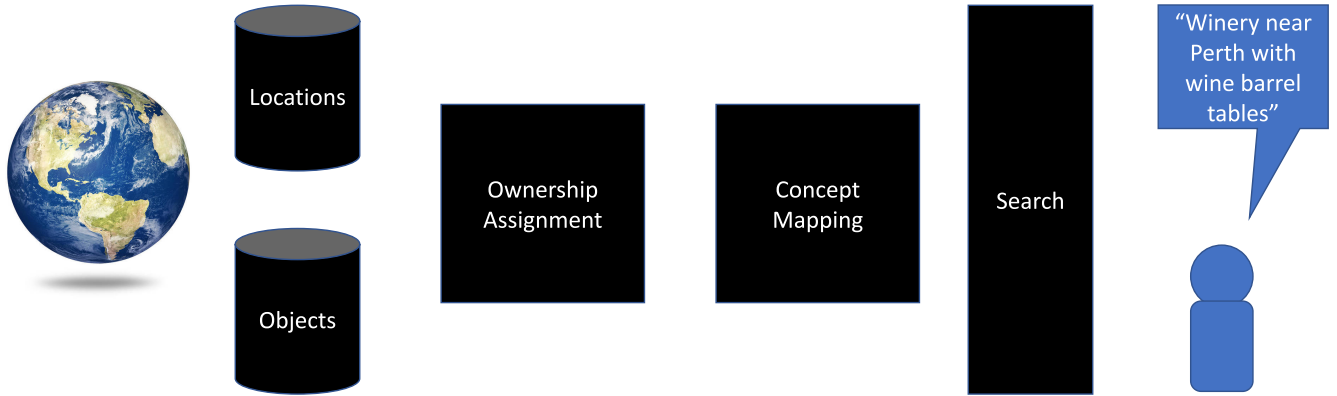 Locations
Objects
Ownership
Assignment
Concept
Mapping
Search
“Winery near
Perth with
wine barrel
tables”